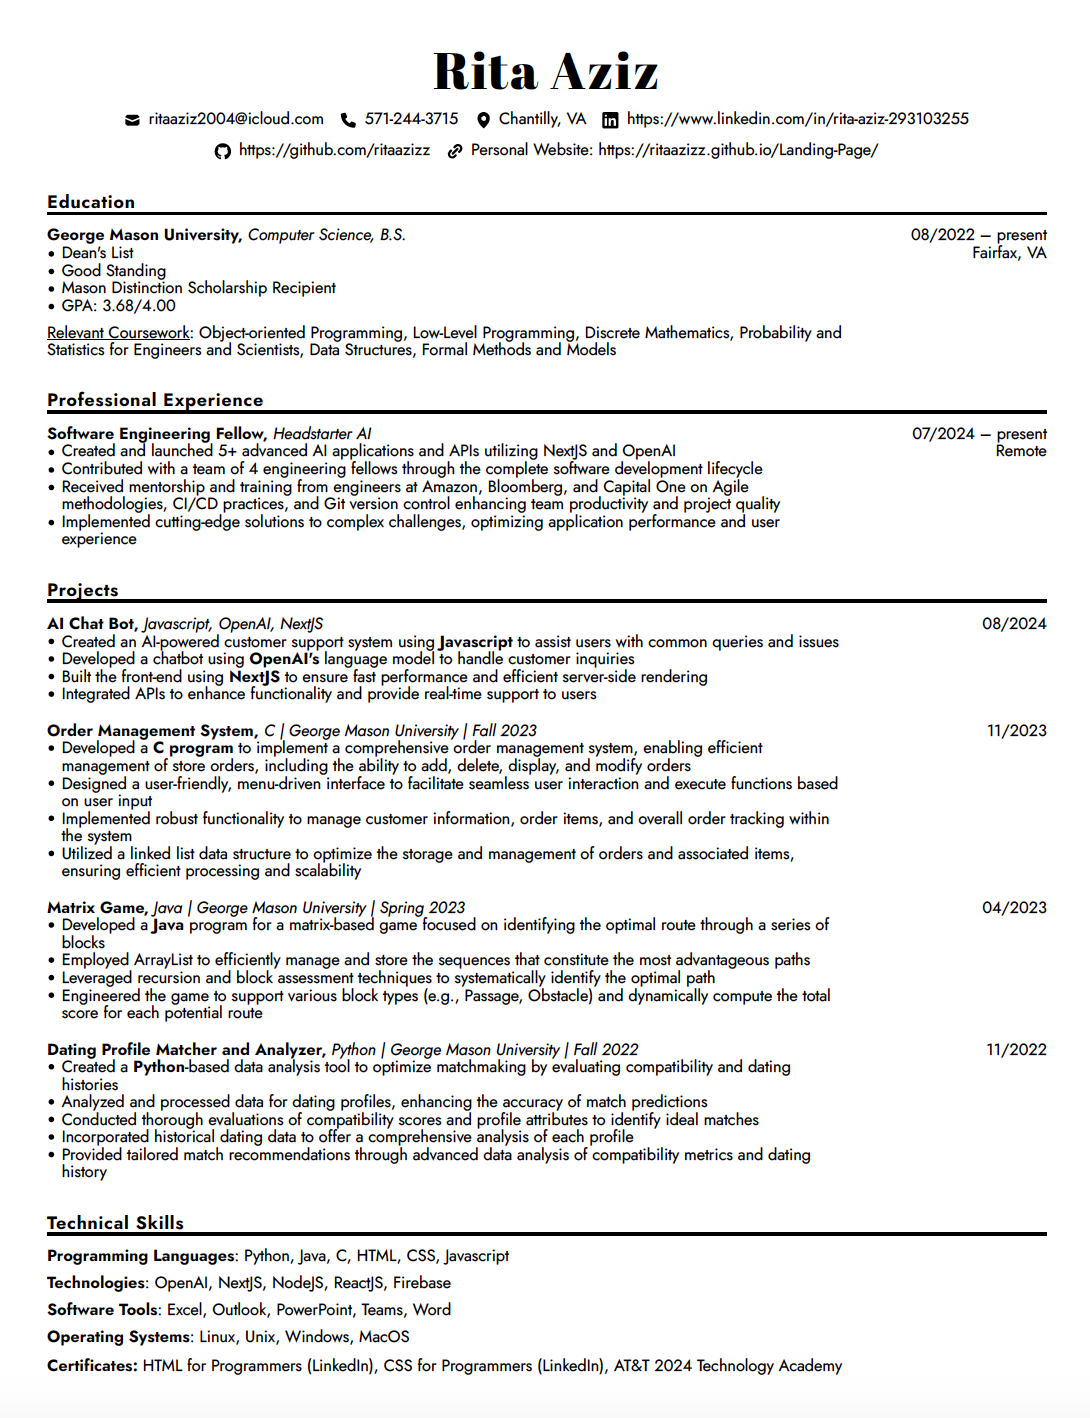 Rita Aziz
ritaaziz2004@icloud.com 571-244-3715 Chantilly, VA https://www.linkedin.com/in/rita-aziz-293103255
https://github.com/ritaazizz Personal Website: https://ritaazizz.github.io/Landing-Page/
Education
George Mason University, Computer Science, B.S. 08/2022 – present
• Dean's List Fairfax, VA
• Good Standing
• Mason Distinction Scholarship Recipient
• GPA: 3.68/4.00
Relevant Coursework: Object-oriented Programming, Low-Level Programming, Discrete Mathematics, Probability and
Statistics for Engineers and Scientists, Data Structures, Formal Methods and Models
Professional Experience
Software Engineering Fellow, Headstarter AI 07/2024 – present
• Created and launched 5+ advanced AI applications and APIs utilizing NextJS and OpenAI Remote
• Contributed with a team of 4 engineering fellows through the complete software development lifecycle
• Received mentorship and training from engineers at Amazon, Bloomberg, and Capital One on Agile
methodologies, CI/CD practices, and Git version control enhancing team productivity and project quality
• Implemented cutting-edge solutions to complex challenges, optimizing application performance and user
experience
Projects
AI Chat Bot, Javascript, OpenAI, NextJS 08/2024
• Created an AI-powered customer support system using Javascript to assist users with common queries and issues
• Developed a chatbot using OpenAI's language model to handle customer inquiries
• Built the front-end using NextJS to ensure fast performance and efficient server-side rendering
• Integrated APIs to enhance functionality and provide real-time support to users
Order Management System, C | George Mason University | Fall 2023 11/2023
• Developed a C program to implement a comprehensive order management system, enabling efficient
management of store orders, including the ability to add, delete, display, and modify orders
• Designed a user-friendly, menu-driven interface to facilitate seamless user interaction and execute functions based
on user input
• Implemented robust functionality to manage customer information, order items, and overall order tracking within
the system
• Utilized a linked list data structure to optimize the storage and management of orders and associated items,
ensuring efficient processing and scalability
Matrix Game, Java | George Mason University | Spring 2023 04/2023
• Developed a Java program for a matrix-based game focused on identifying the optimal route through a series of
blocks
• Employed ArrayList to efficiently manage and store the sequences that constitute the most advantageous paths
• Leveraged recursion and block assessment techniques to systematically identify the optimal path
• Engineered the game to support various block types (e.g., Passage, Obstacle) and dynamically compute the total
score for each potential route
Dating Profile Matcher and Analyzer, Python | George Mason University | Fall 2022 11/2022
• Created a Python-based data analysis tool to optimize matchmaking by evaluating compatibility and dating
histories
• Analyzed and processed data for dating profiles, enhancing the accuracy of match predictions
• Conducted thorough evaluations of compatibility scores and profile attributes to identify ideal matches
• Incorporated historical dating data to offer a comprehensive analysis of each profile
• Provided tailored match recommendations through advanced data analysis of compatibility metrics and dating
history
Technical Skills
Programming Languages: Python, Java, C, HTML, CSS, Javascript
Technologies: OpenAI, NextJS, NodeJS, ReactJS, Firebase
Software Tools: Excel, Outlook, PowerPoint, Teams, Word
Operating Systems: Linux, Unix, Windows, MacOS
Certificates: HTML for Programmers (LinkedIn), CSS for Programmers (LinkedIn), AT&T 2024 Technology Academy